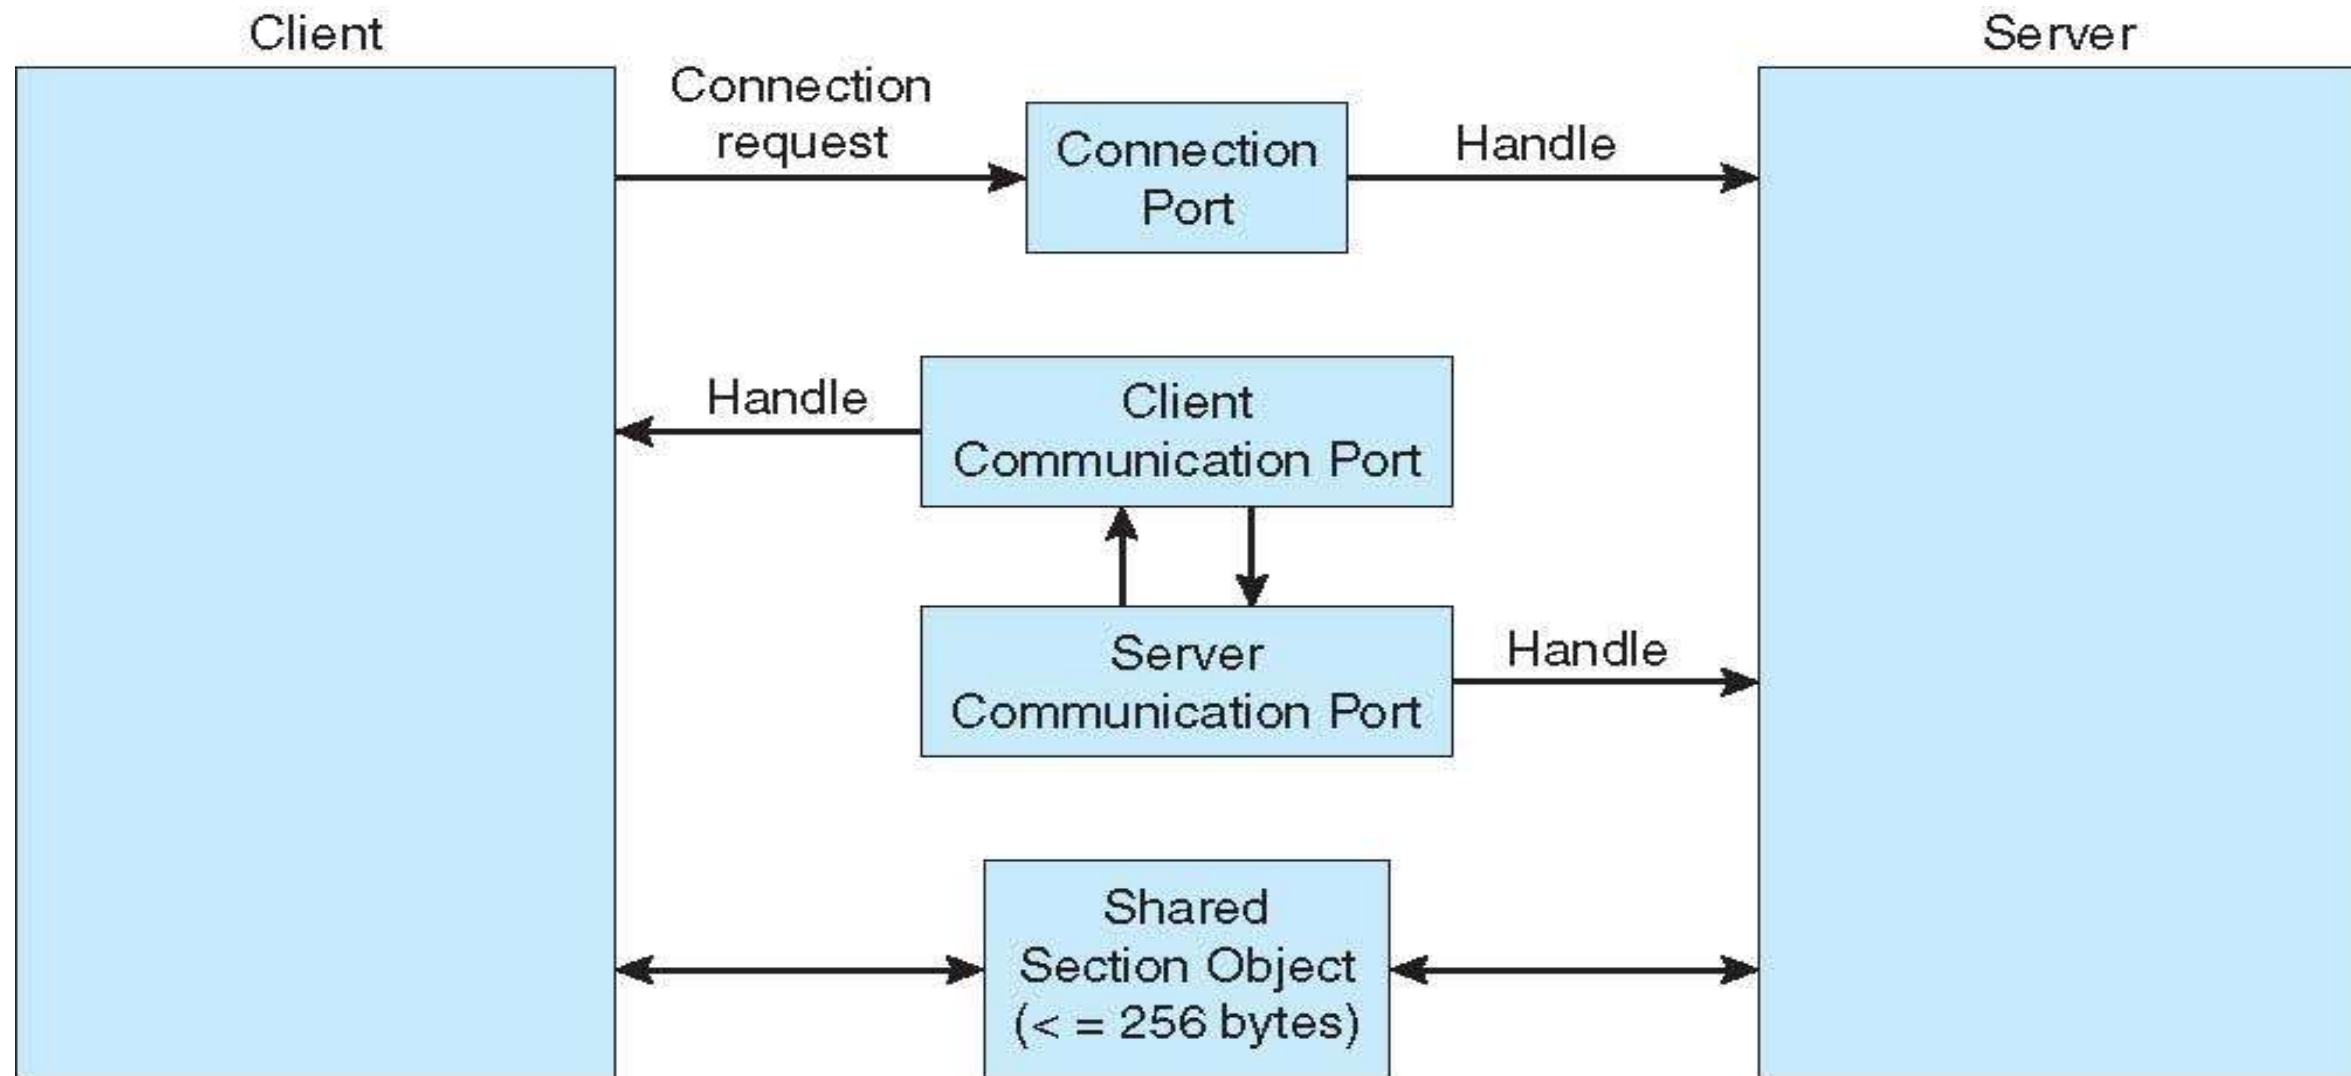 Client
Server
Connection
request
Connection
Port
Handle
Handle
Client
Communication Port
Server
Communication Port
Handle
Shared
Section Object
(< = 256 bytes)